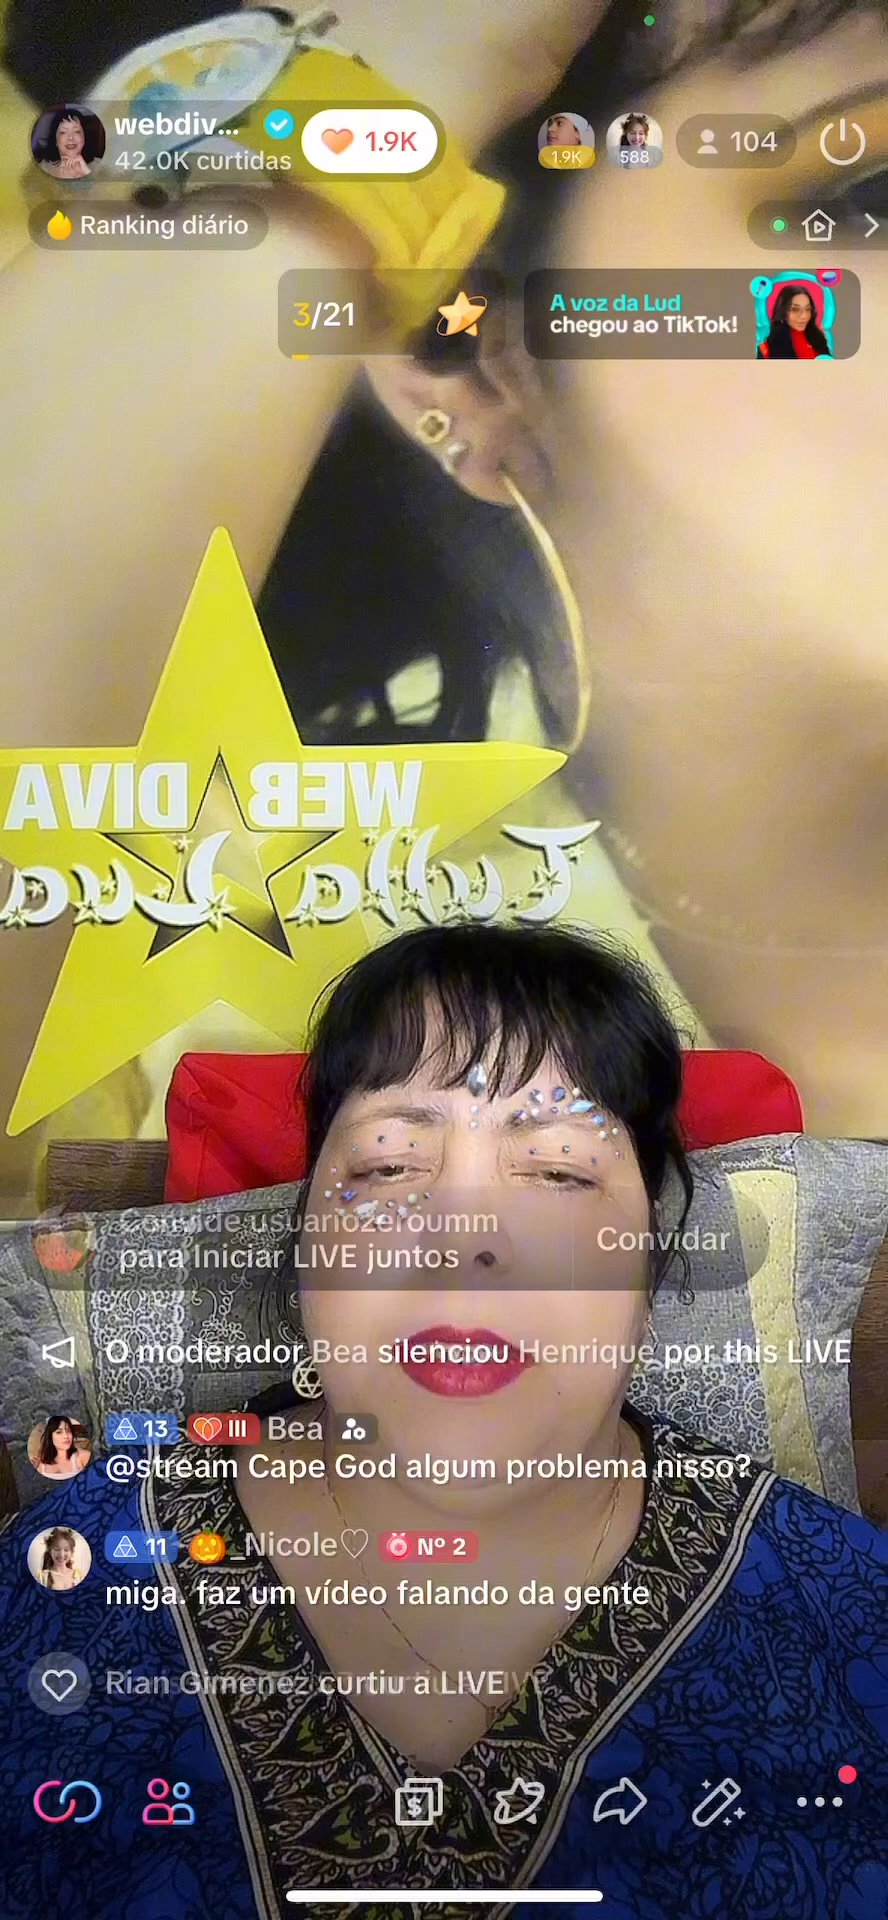 webdiv...
1.9K
42.0K curtidas
1.9K
588
104
Ranking diário
3/21
A voz da Lud
chegou ao TikTok!
WEB DIVA
Tulla Luana
Convide usuariozeroumm
para Iniciar LIVE juntos
Convidar
O moderador Bea silenciou Henrique por this LIVE
13 III Bea
@stream Cape God algum problema nisso?
11 🎃_Nicole♡ Nº 2
miga. faz um vídeo falando da gente
Rian Gimenez curtiu a LIVE